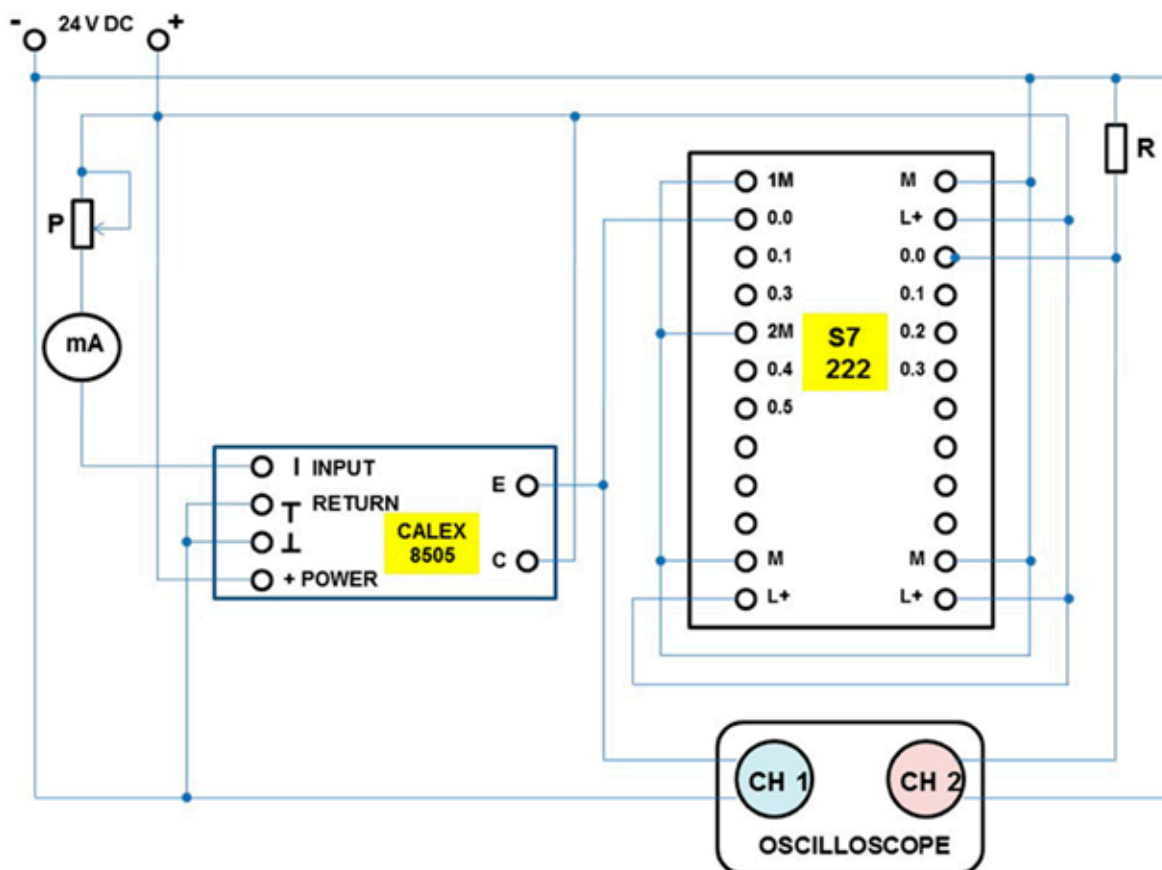 - 24 V DC +
P
mA
I INPUT
RETURN
⊥
+ POWER
E
C
CALEX
8505
1M
0.0
0.1
0.3
2M
0.4
0.5
M
L+
S7
222
M
L+
0.0
0.1
0.2
0.3
M
L+
R
CH 1
CH 2
OSCILLOSCOPE